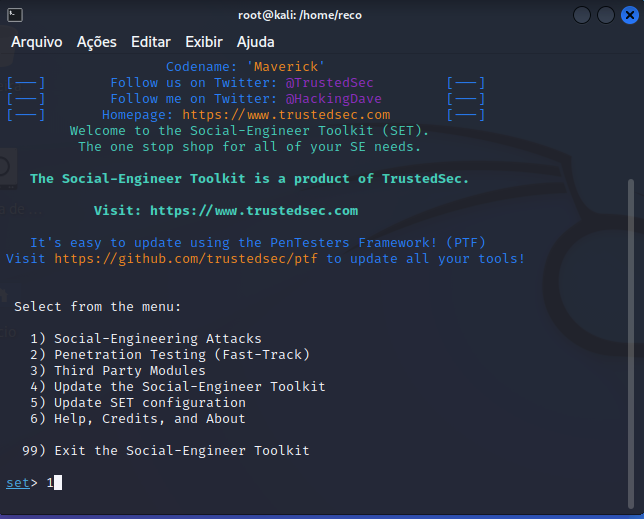 root@kali: /home/reco
Arquivo Ações Editar Exibir Ajuda
Codename: 'Maverick'
[---] Follow us on Twitter: @TrustedSec [---]
[---] Follow me on Twitter: @HackingDave [---]
[---] Homepage: https://www.trustedsec.com [---]
Welcome to the Social-Engineer Toolkit (SET).
The one stop shop for all of your SE needs.
The Social-Engineer Toolkit is a product of TrustedSec.
Visit: https://www.trustedsec.com
It's easy to update using the PenTesters Framework! (PTF)
Visit https://github.com/trustedsec/ptf to update all your tools!
Select from the menu:
1) Social-Engineering Attacks
2) Penetration Testing (Fast-Track)
3) Third Party Modules
4) Update the Social-Engineer Toolkit
5) Update SET configuration
6) Help, Credits, and About
99) Exit the Social-Engineer Toolkit
set> 1